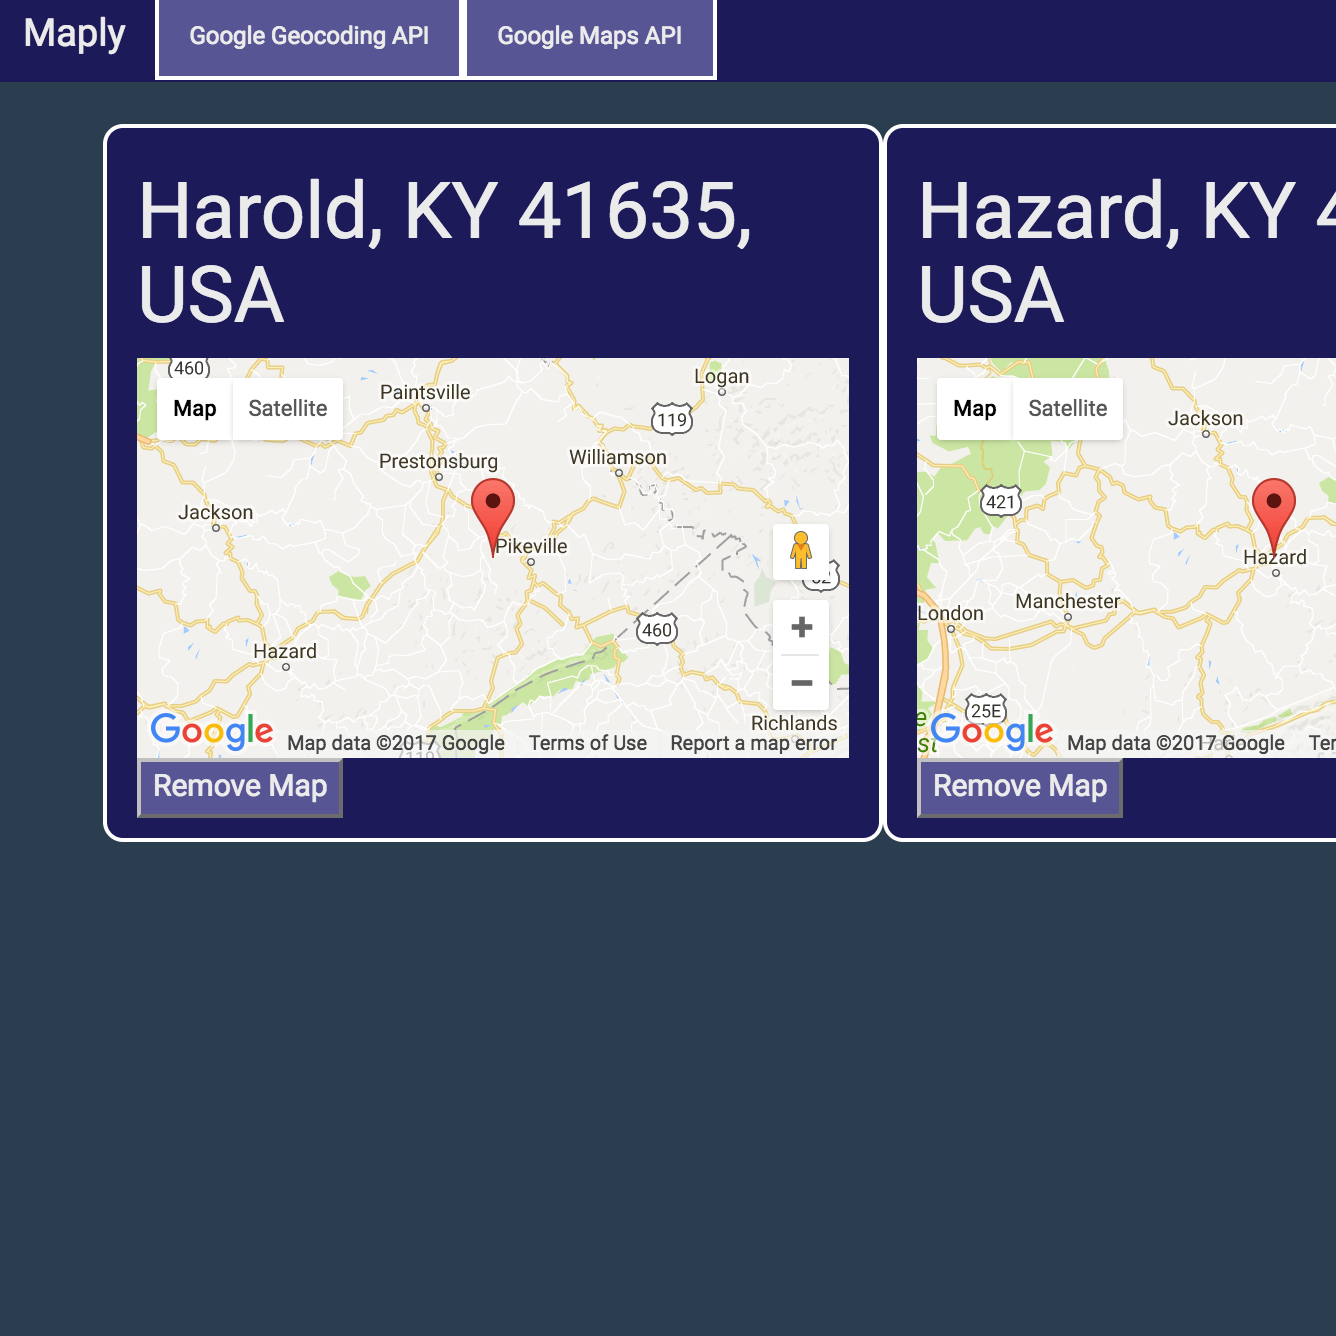 Maply
Google Geocoding API
Google Maps API
Harold, KY 41635,
USA
460
Map
Satellite
Paintsville
Logan
119
Prestonsburg
Williamson
Jackson
Pikeville
460
Hazard
Richlands
Google
Map data ©2017 Google
Terms of Use
Report a map error
Remove Map
Hazard, KY 4
USA
Map
Satellite
Jackson
421
Hazard
Manchester
London
25E
Google
Map data ©2017 Google
Ter
Remove Map